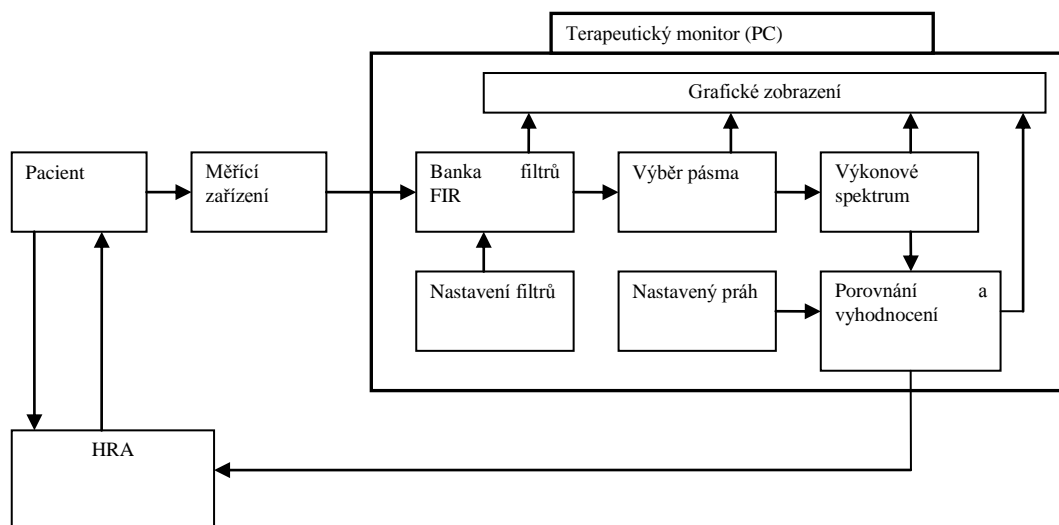 Terapeutický monitor (PC)
Grafické zobrazení
Pacient
Měřící
zařízení
Banka filtrů
FIR
Výběr pásma
Výkonové
spektrum
Nastavení filtrů
Nastavený práh
Porovnání a
vyhodnocení
HRA